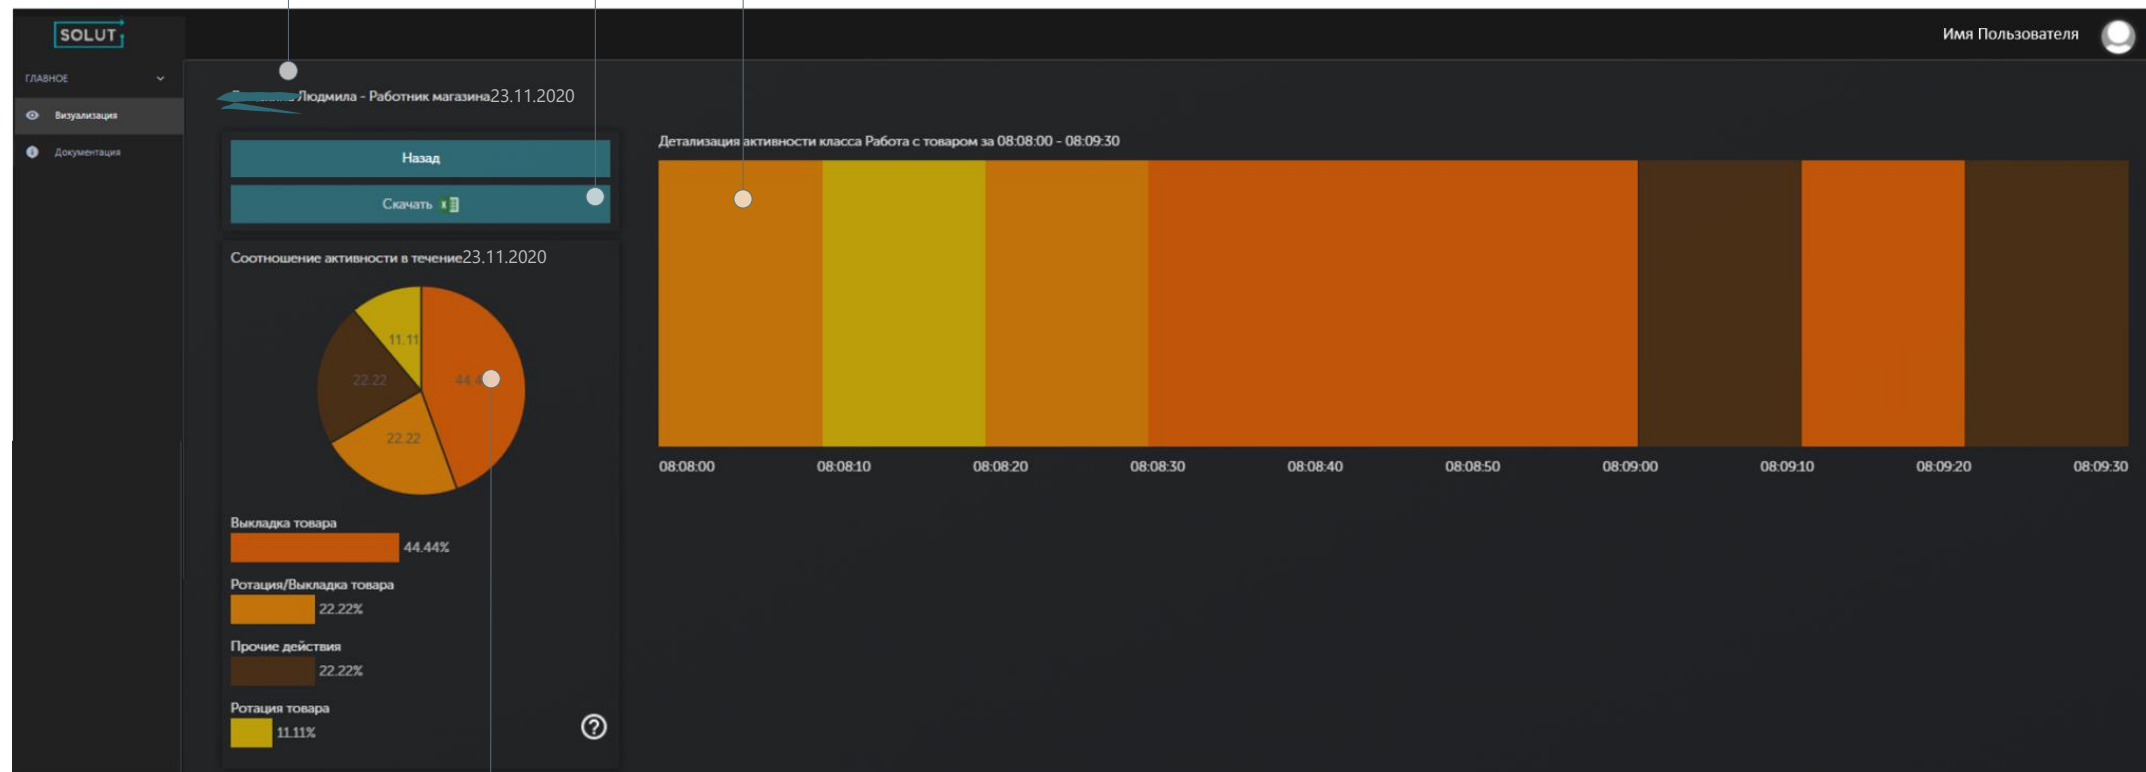 SOLUT
Имя Пользователя
ГЛАВНОЕ
Визуализация
Документация
Людмила - Работник магазина23.11.2020
Назад
Скачать
Соотношение активности в течение23.11.2020
11.11
22.22
44.4
22.22
Выкладка товара
44.44%
Ротация/Выкладка товара
22.22%
Прочие действия
22.22%
Ротация товара
11.11%
Детализация активности класса Работа с товаром за 08:08:00 - 08:09:30
08:08:00 08:08:10 08:08:20 08:08:30 08:08:40 08:08:50 08:09:00 08:09:10 08:09:20 08:09:30